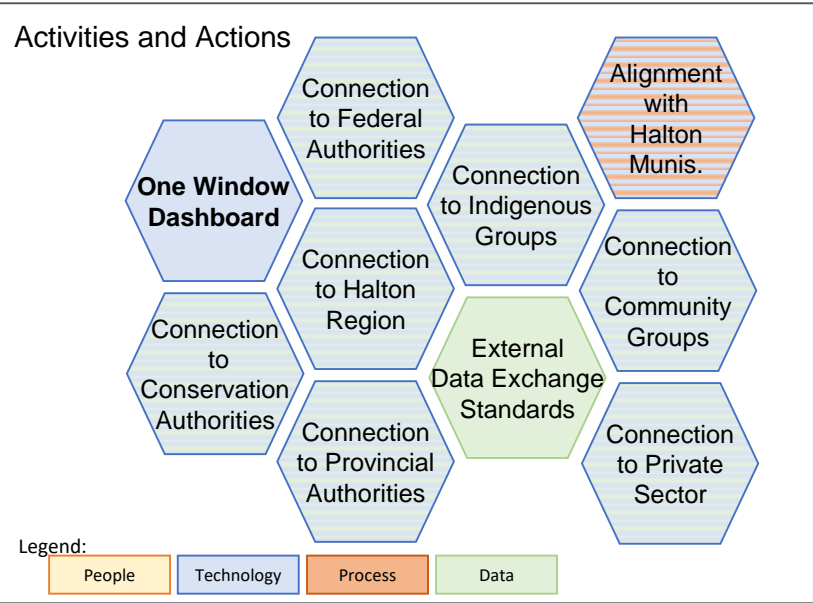 Activities and Actions
Connection
to Federal
Authorities
Alignment
with
Halton
Munis.
One Window
Dashboard
Connection
to Indigenous
Groups
Connection
to Halton
Region
Connection
to
Community
Groups
Connection
to
Conservation
Authorities
External
Data Exchange
Standards
Connection
to Provincial
Authorities
Connection
to Private
Sector
Legend:
People
Technology
Process
Data